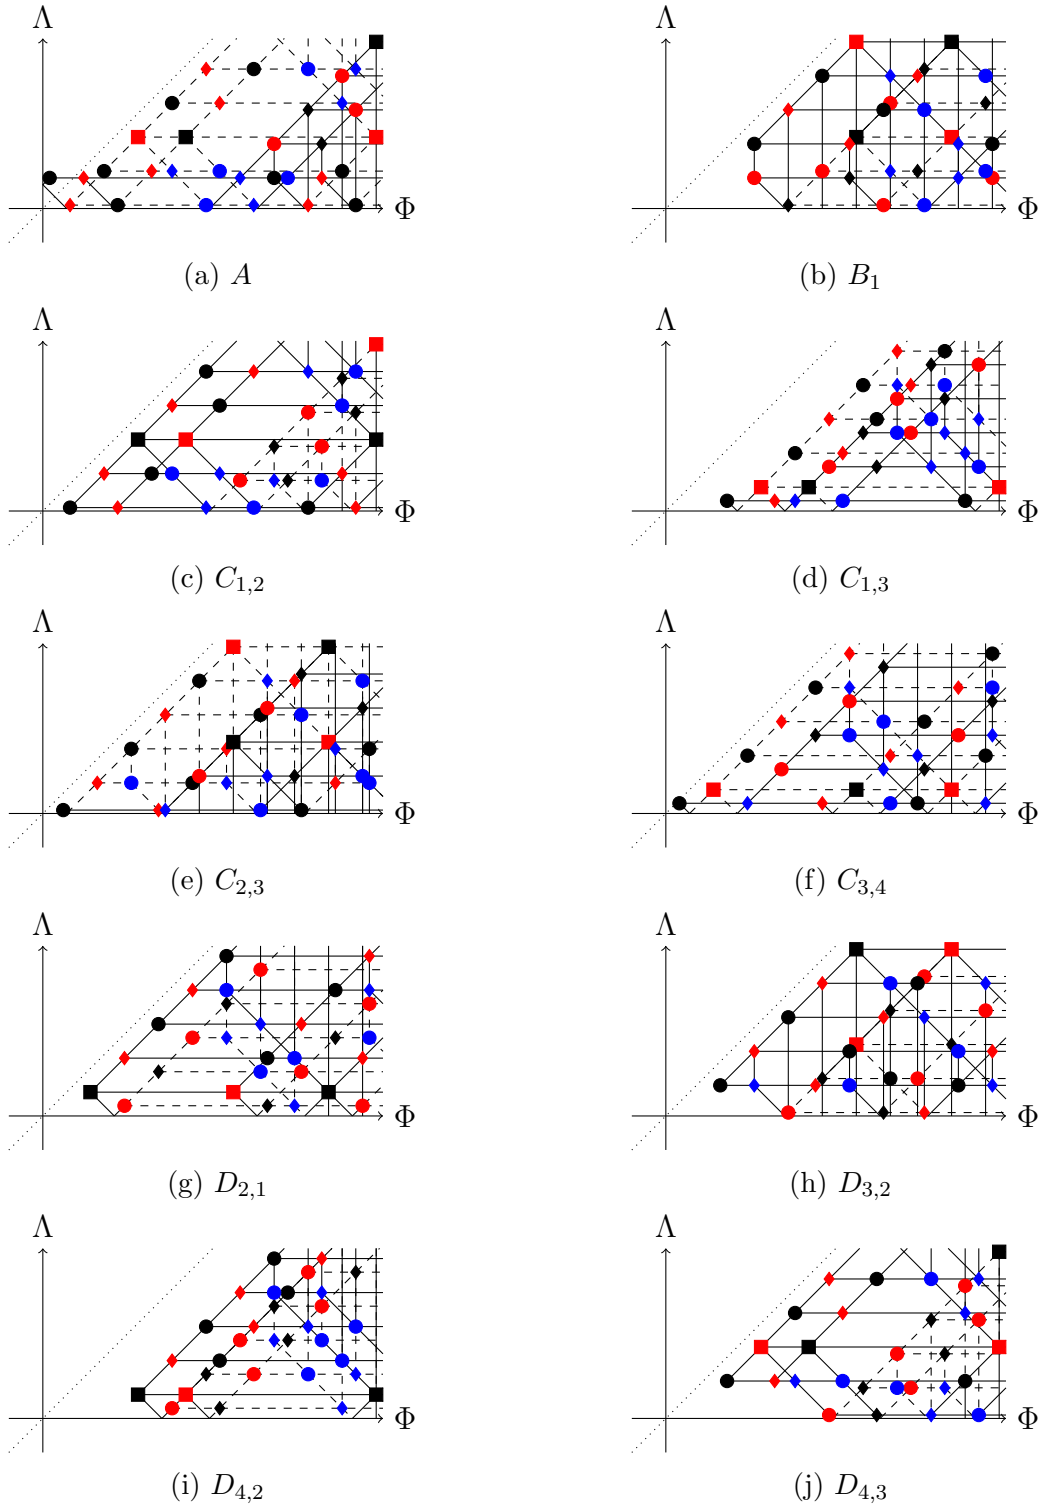 Λ Λ
Φ Φ
(a) A (b) B₁
Λ Λ
Φ Φ
(c) C₁,₂ (d) C₁,₃
Λ Λ
Φ Φ
(e) C₂,₃ (f) C₃,₄
Λ Λ
Φ Φ
(g) D₂,₁ (h) D₃,₂
Λ Λ
Φ Φ
(i) D₄,₂ (j) D₄,₃